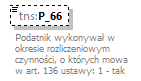 tns:P_66
Podatnik wykonywał w
okresie rozliczeniowym
czynności, o których mowa
w art. 136 ustawy: 1 - tak